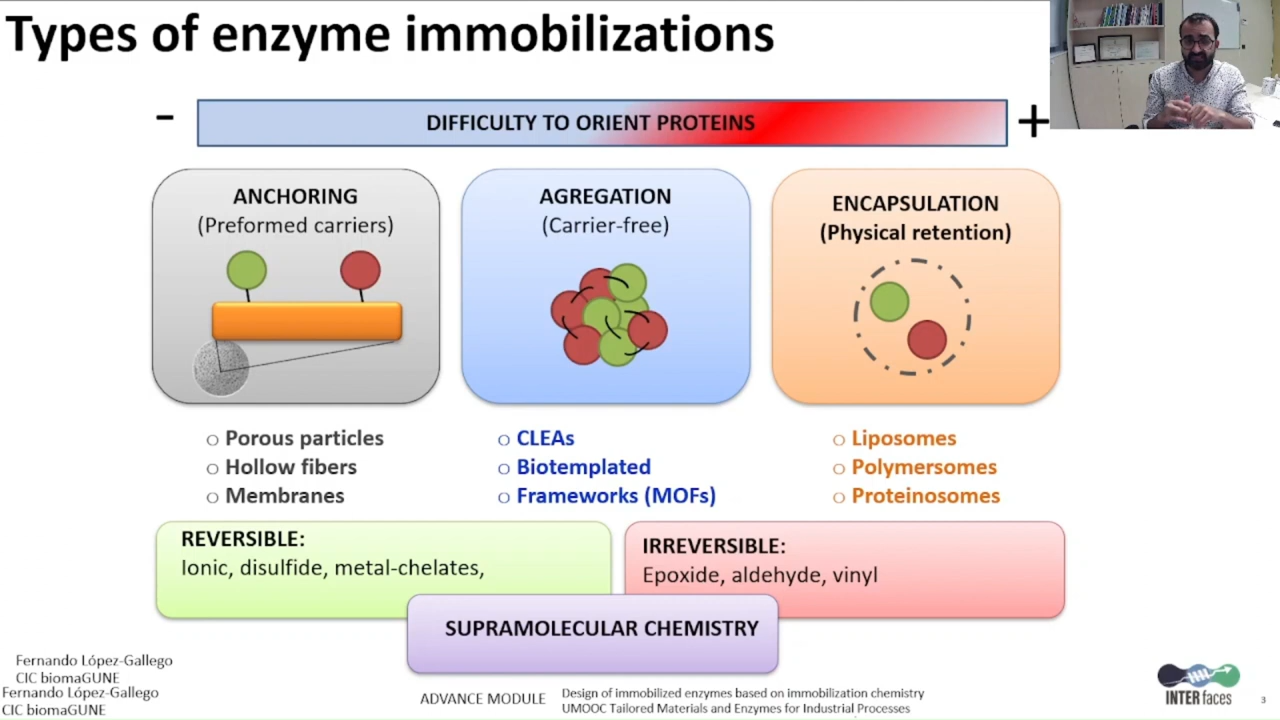 Types of enzyme immobilizations
-
DIFFICULTY TO ORIENT PROTEINS
+
ANCHORING
(Preformed carriers)
AGREGATION
(Carrier-free)
ENCAPSULATION
(Physical retention)
o Porous particles
o Hollow fibers
o Membranes
o CLEAs
o Biotemplated
o Frameworks (MOFs)
o Liposomes
o Polymersomes
o Proteinosomes
REVERSIBLE:
Ionic, disulfide, metal-chelates,
IRREVERSIBLE:
Epoxide, aldehyde, vinyl
SUPRAMOLECULAR CHEMISTRY
Fernando López-Gallego
CIC biomaGUNE
Fernando López-Gallego
CIC biomaGUNE
ADVANCE MODULE
Design of immobilized enzymes based on immobilization chemistry
UMOOC Tailored Materials and Enzymes for Industrial Processes
INTERfaces
3